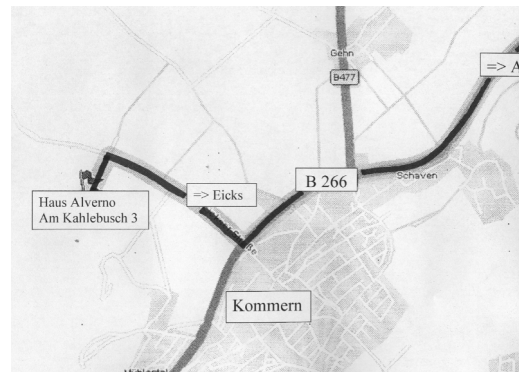 Gehn
B477
=> A
B 266
Schaven
=> Eicks
Haus Alverno
Am Kahlebusch 3
Kommern